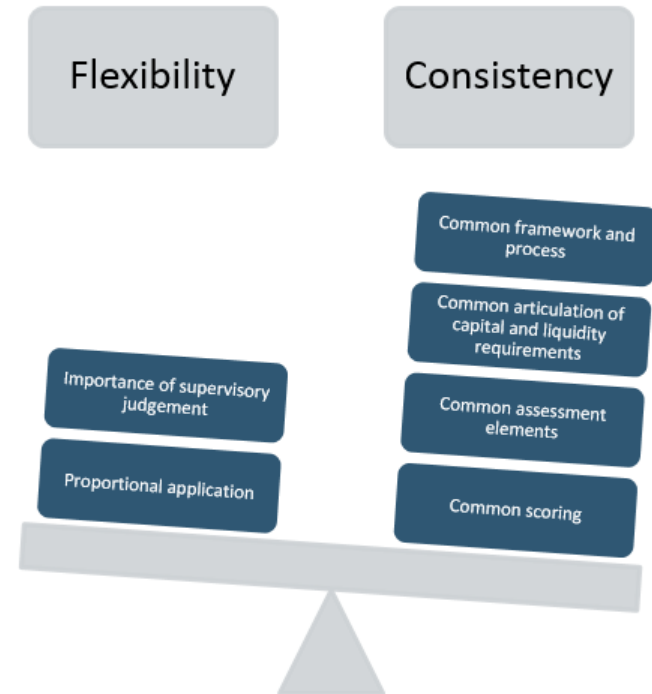 Flexibility
Consistency
Common framework and
process
Common articulation of
capital and liquidity
requirements
Importance of supervisory
judgement
Common assessment
elements
Proportional application
Common scoring